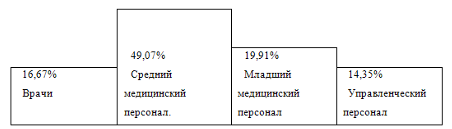 16,67%
Врачи
49,07%
Средний
медицинский
персонал.
19,91%
Младший
медицинский
персонал
14,35%
Управленческий
персонал